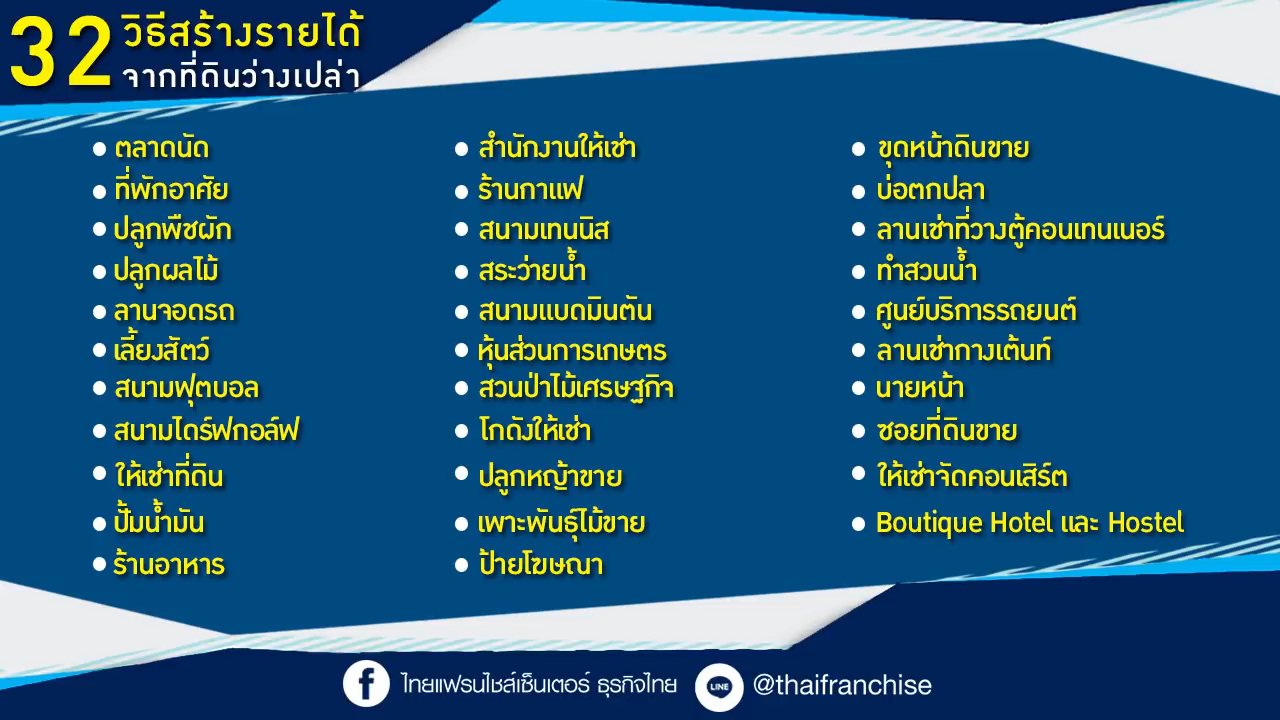 32 วิธีสร้างรายได้
จากที่ดินว่างเปล่า
ตลาดนัด
ที่พักอาศัย
ปลูกพืชผัก
ปลูกผลไม้
ลานจอดรถ
เลี้ยงสัตว์
สนามฟุตบอล
สนามไดร์ฟกอล์ฟ
ให้เช่าที่ดิน
ปั้มน้ำมัน
ร้านอาหาร
สำนักงานให้เช่า
ร้านกาแฟ
สนามเทนนิส
สระว่ายน้ำ
สนามแบดมินตัน
หุ้นส่วนการเกษตร
สวนป่าไม้เศรษฐกิจ
โกดังให้เช่า
ปลูกหญ้าขาย
เพาะพันธุ์ไม้ขาย
ป้ายโฆษณา
ขุดหน้าดินขาย
บ่อตกปลา
ลานเช่าที่วางตู้คอนเทนเนอร์
ทำสวนน้ำ
ศูนย์บริการรถยนต์
ลานเช่ากางเต้นท์
นายหน้า
ซอยที่ดินขาย
ให้เช่าจัดคอนเสิร์ต
Boutique Hotel และ Hostel
ไทยแฟรนไชส์เซ็นเตอร์ ธุรกิจไทย LINE @thaifranchise